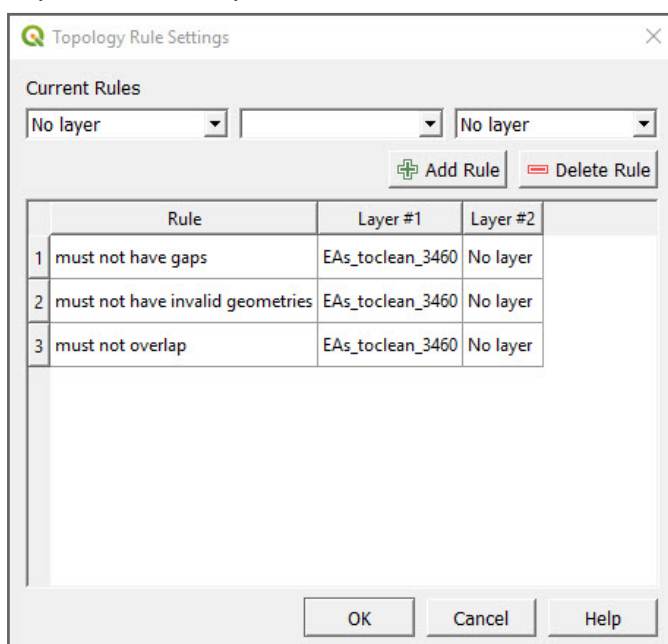 Topology Rule Settings
Current Rules
No layer No layer
Add Rule Delete Rule
Rule Layer #1 Layer #2
1 must not have gaps EAs_toclean_3460 No layer
2 must not have invalid geometries EAs_toclean_3460 No layer
3 must not overlap EAs_toclean_3460 No layer
OK Cancel Help